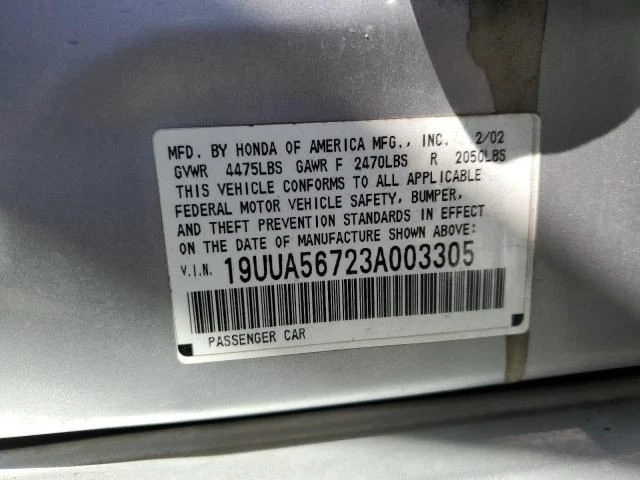 MFD. BY HONDA OF AMERICA MFG., INC. 2/02
GVWR 4475LBS GAWR F 2470LBS R 2050LBS
THIS VEHICLE CONFORMS TO ALL APPLICABLE
FEDERAL MOTOR VEHICLE SAFETY, BUMPER,
AND THEFT PREVENTION STANDARDS IN EFFECT
ON THE DATE OF MANUFACTURE SHOWN ABOVE:
V.I.N. 19UUA56723A003305
PASSENGER CAR